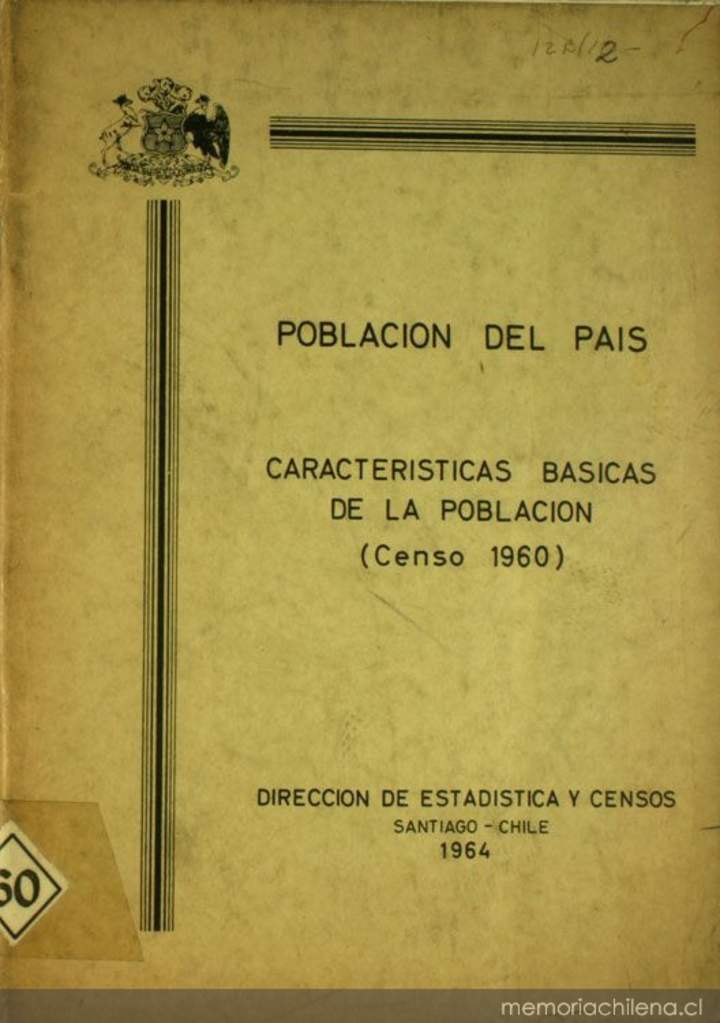 POBLACION DEL PAIS
CARACTERISTICAS BASICAS
DE LA POBLACION
(Censo 1960)
DIRECCION DE ESTADISTICA Y CENSOS
SANTIAGO - CHILE
1964
60
memoriachilena.cl